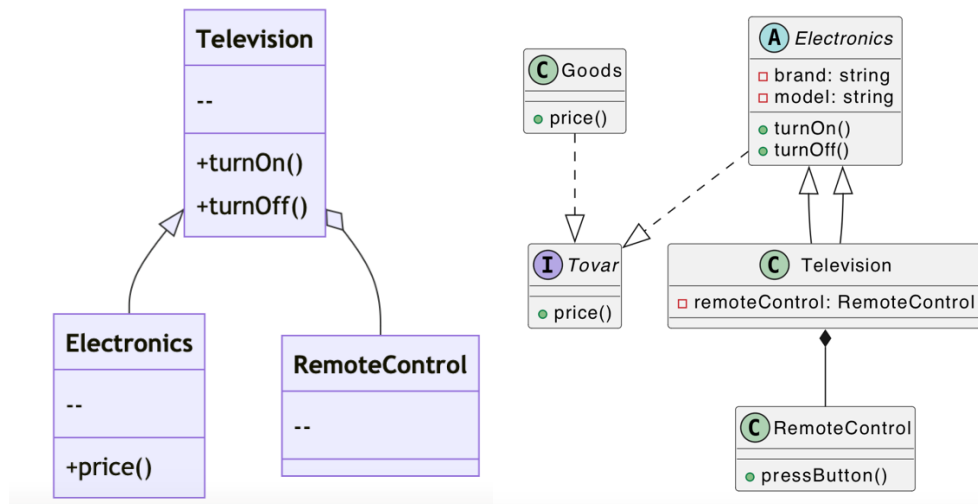 Television
--
+turnOn()
+turnOff()
Electronics
--
+price()
RemoteControl
--
C Goods
price()
A Electronics
brand: string
model: string
turnOn()
turnOff()
I Tovar
price()
C Television
remoteControl: RemoteControl
C RemoteControl
pressButton()